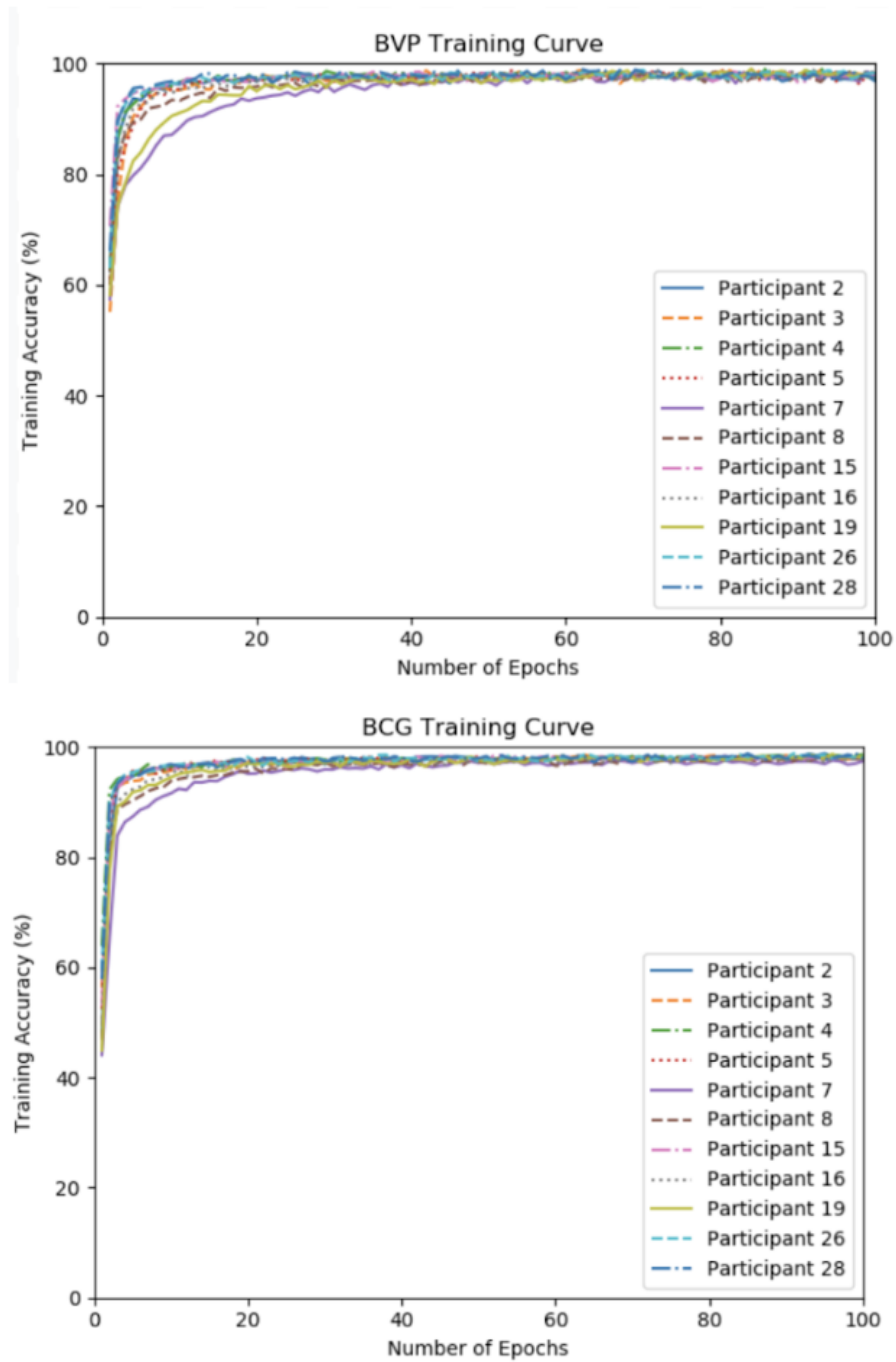 BVP Training Curve
100
80
60
40
20
0
Training Accuracy (%)
Participant 2
Participant 3
Participant 4
Participant 5
Participant 7
Participant 8
Participant 15
Participant 16
Participant 19
Participant 26
Participant 28
0 20 40 60 80 100
Number of Epochs
BCG Training Curve
100
80
60
40
20
0
Training Accuracy (%)
Participant 2
Participant 3
Participant 4
Participant 5
Participant 7
Participant 8
Participant 15
Participant 16
Participant 19
Participant 26
Participant 28
0 20 40 60 80 100
Number of Epochs